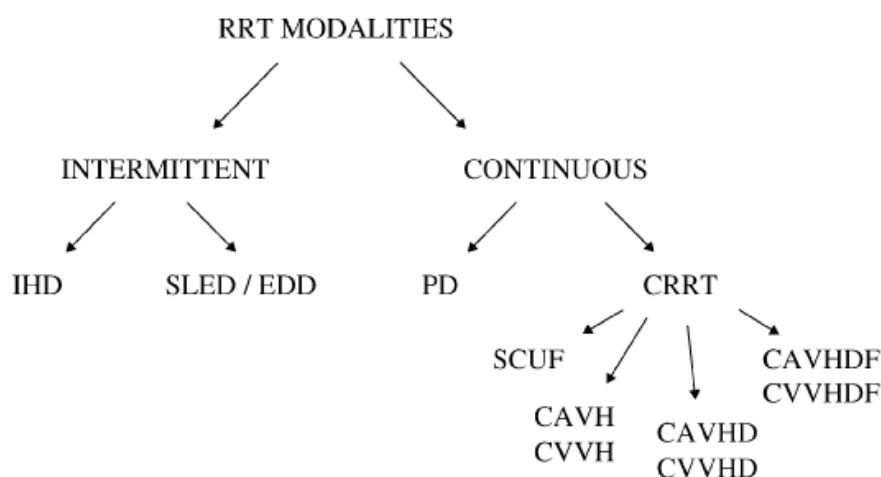 RRT MODALITIES
INTERMITTENT
CONTINUOUS
IHD
SLED / EDD
PD
CRRT
SCUF
CAVH
CVVH
CAVHD
CVVHD
CAVHDF
CVVHDF